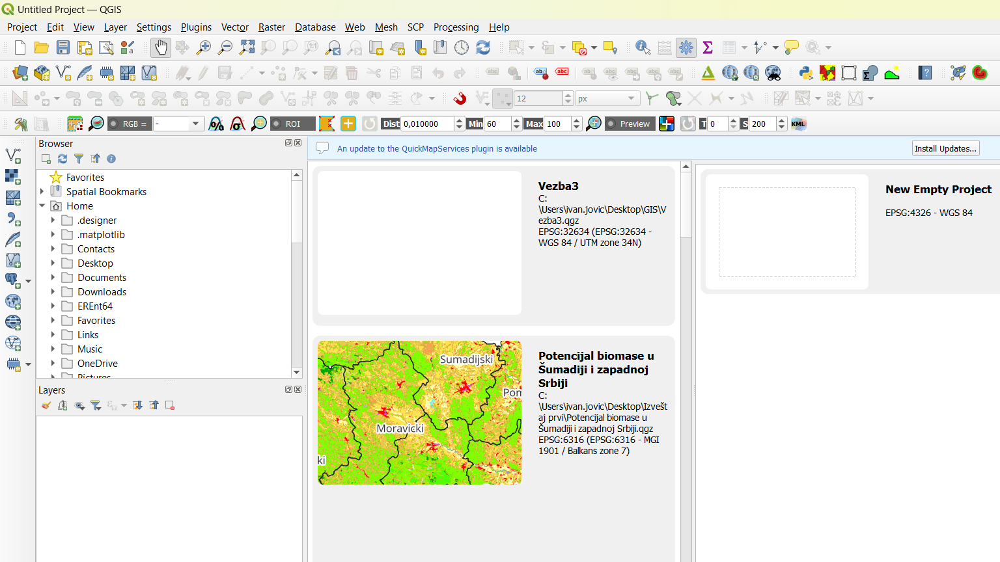 Untitled Project — QGIS
Project Edit View Layer Settings Plugins Vector Raster Database Web Mesh SCP Processing Help
12 px
RGB = - ROI Dist 0,010000 Min 60 Max 100 Preview T 0 S 200 KML
Browser
An update to the QuickMapServices plugin is available
Install Updates...
Favorites
Spatial Bookmarks
Home
.designer
.matplotlib
Contacts
Desktop
Documents
Downloads
EREnt64
Favorites
Links
Music
OneDrive
Pictures
Layers
Vezba3
C:
\Users\ivan.jovic\Desktop\GIS\V
ezba3.qgz
EPSG:32634 (EPSG:32634 -
WGS 84 / UTM zone 34N)
Sumadijski
Pom
Moravicki
ki
Potencijal biomase u
Šumadiji i zapadnoj
Srbiji
C:
\Users\ivan.jovic\Desktop\Izvešt
aj prvi\Potencijal biomase u
Šumadiji i zapadnoj Srbiji.qgz
EPSG:6316 (EPSG:6316 - MGI
1901 / Balkans zone 7)
New Empty Project
EPSG:4326 - WGS 84